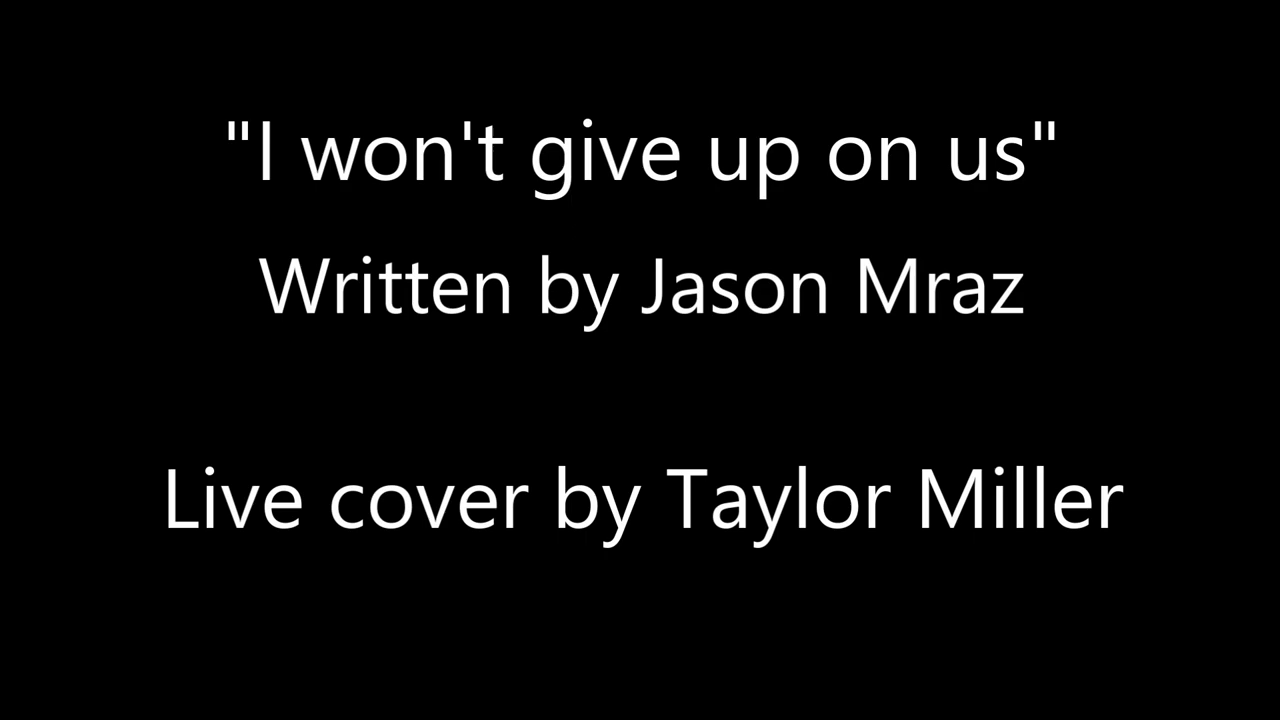 "I won't give up on us"
Written by Jason Mraz
Live cover by Taylor Miller